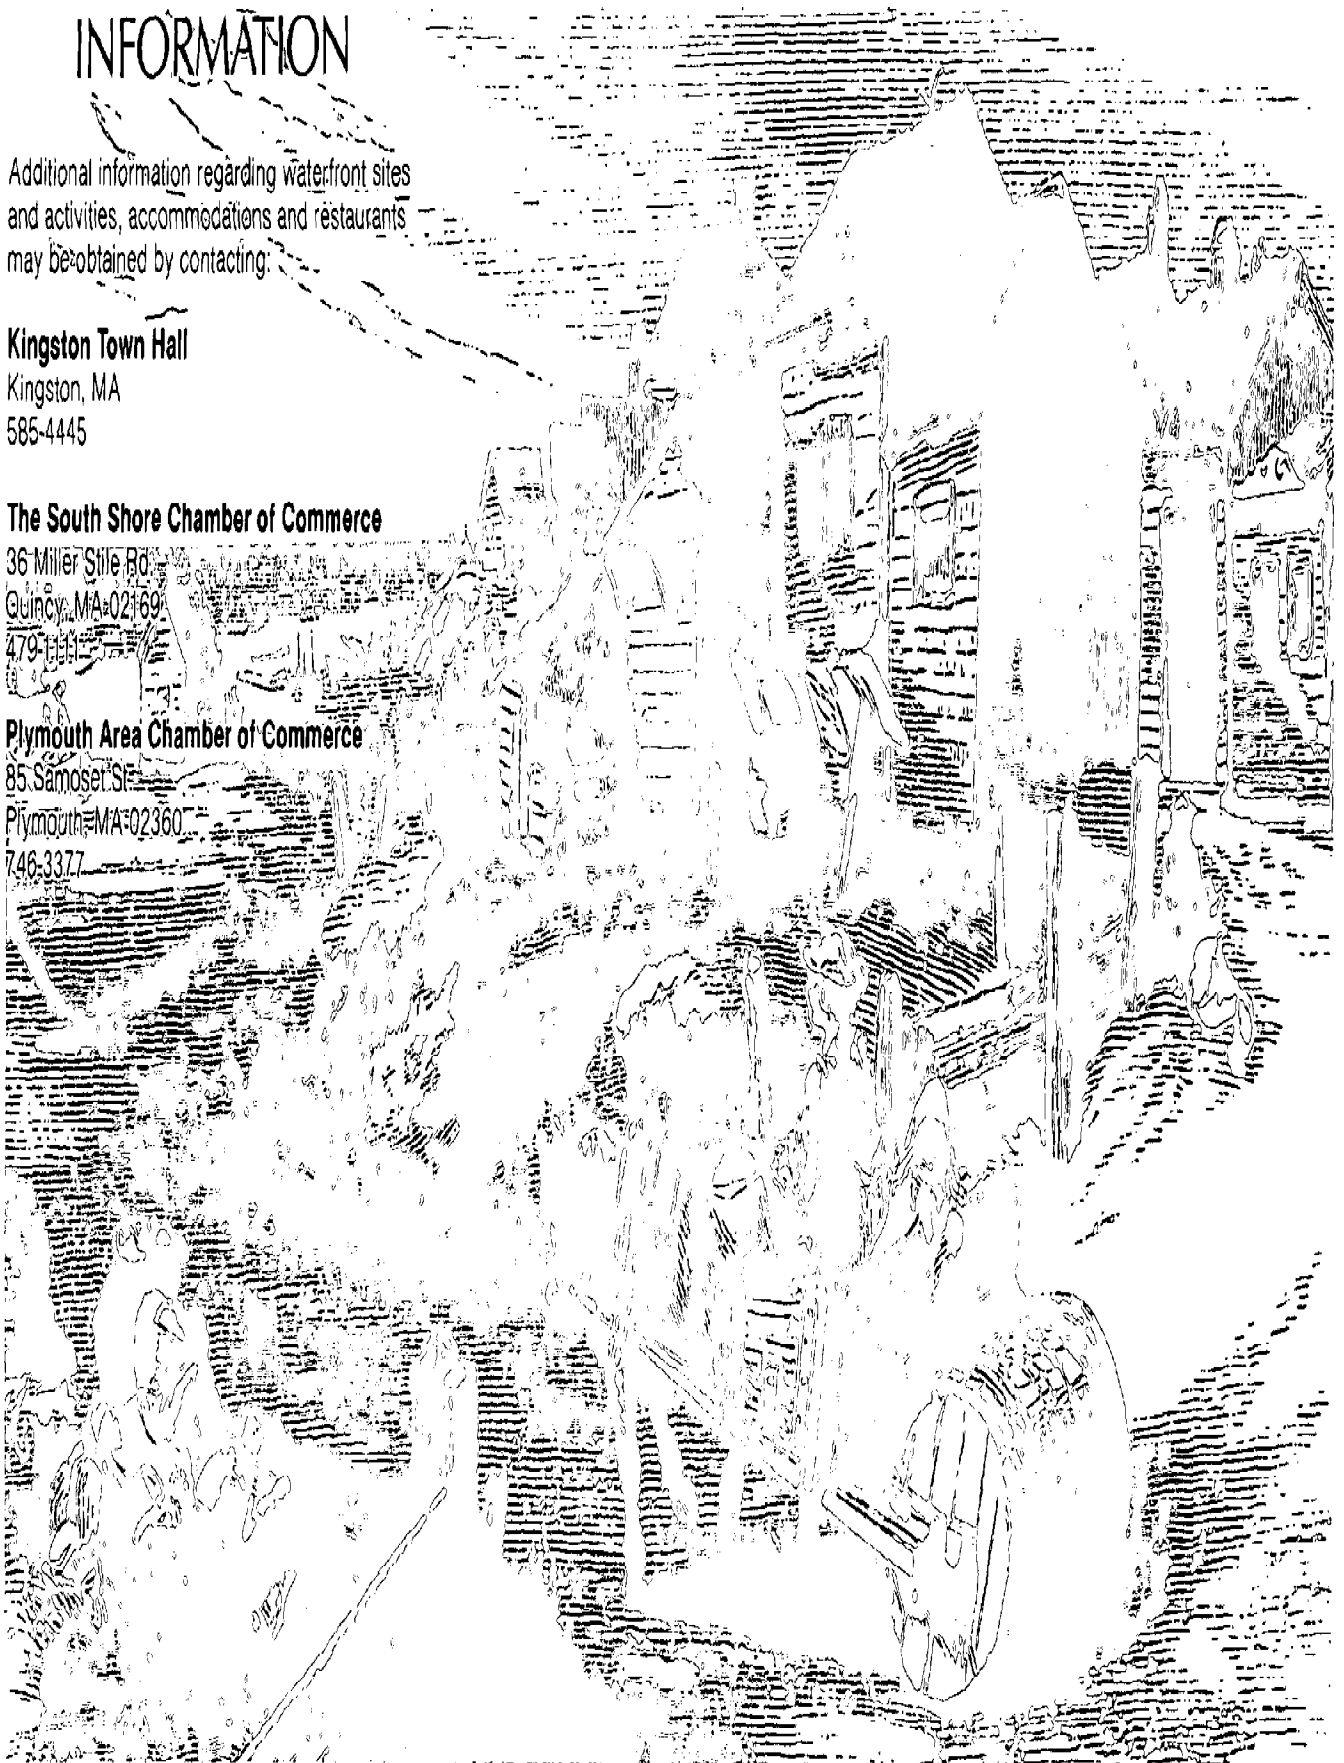 INFORMATION
Additional information regarding waterfront sites
and activities, accommodations and restaurants
may be obtained by contacting:
Kingston Town Hall
Kingston, MA
585-4445
The South Shore Chamber of Commerce
36 Miller Stile Rd.
Quincy, MA 02169
479-1111
Plymouth Area Chamber of Commerce
85 Samoset St.
Plymouth, MA 02360
746-3377